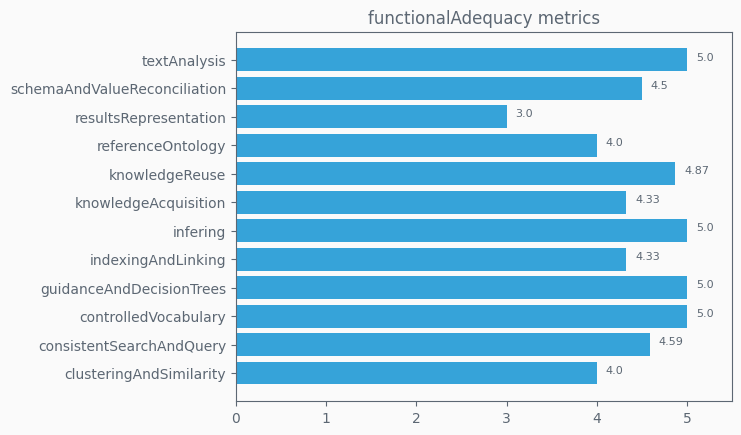 functionalAdequacy metrics
textAnalysis 5.0
schemaAndValueReconciliation 4.5
resultsRepresentation 3.0
referenceOntology 4.0
knowledgeReuse 4.87
knowledgeAcquisition 4.33
infering 5.0
indexingAndLinking 4.33
guidanceAndDecisionTrees 5.0
controlledVocabulary 5.0
consistentSearchAndQuery 4.59
clusteringAndSimilarity 4.0
0 1 2 3 4 5